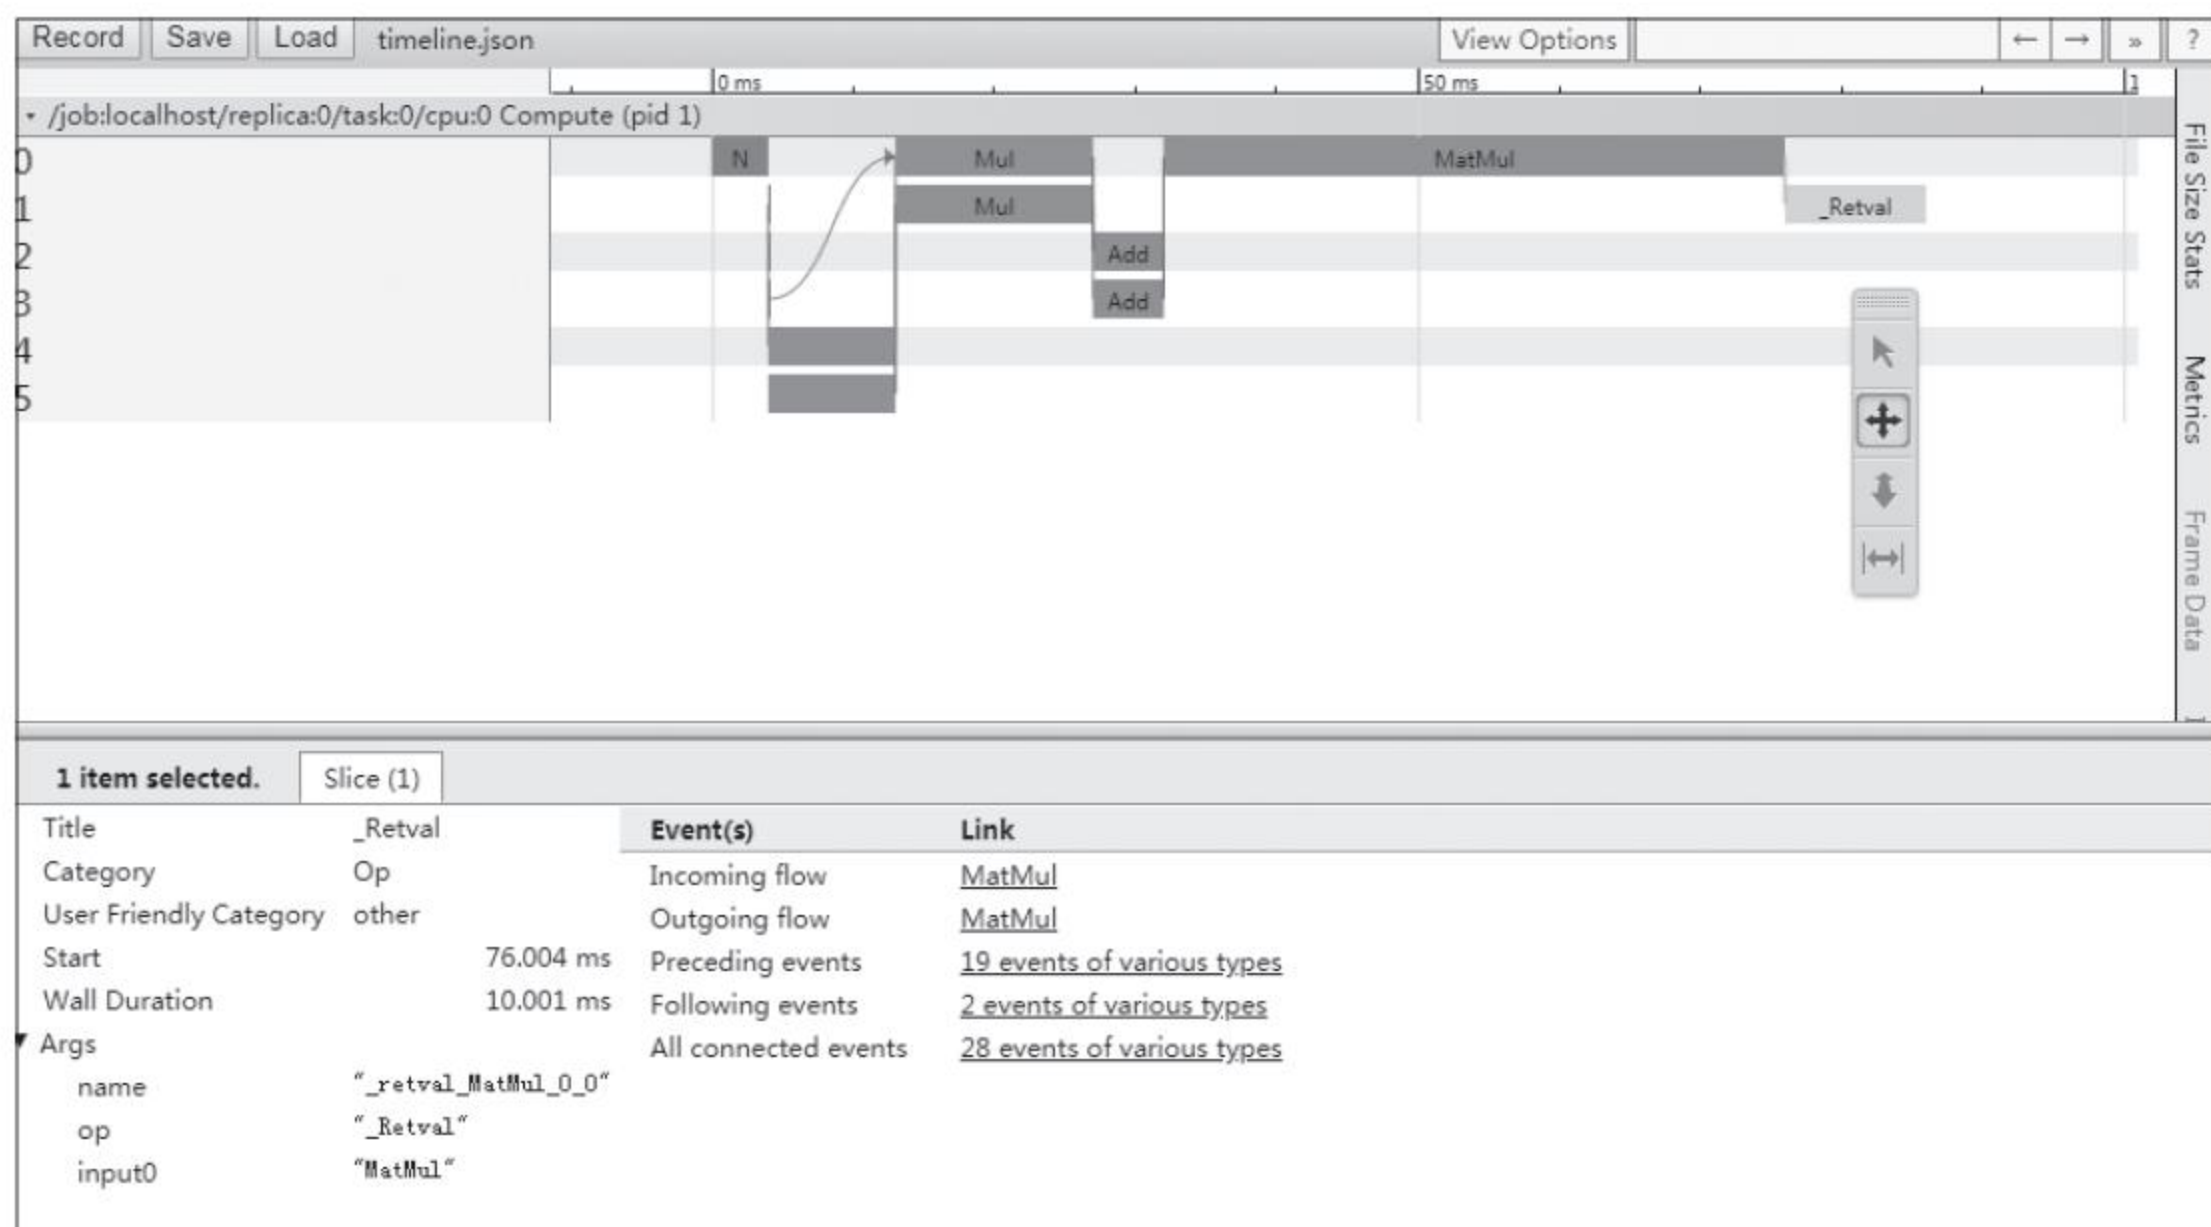 Record Save Load timeline.json View Options ← → » ?
0 ms 50 ms 1
/job:localhost/replica:0/task:0/cpu:0 Compute (pid 1)
0 N Mul MatMul
1 Mul _Retval
2 Add
3 Add
4
5
File Size Stats
Metrics
Frame Data
1 item selected. Slice (1)
Title _Retval
Category Op
User Friendly Category other
Start 76.004 ms
Wall Duration 10.001 ms
Args
name "_retval_MatMul_0_0"
op "_Retval"
input0 "MatMul"
Event(s) Link
Incoming flow MatMul
Outgoing flow MatMul
Preceding events 19 events of various types
Following events 2 events of various types
All connected events 28 events of various types